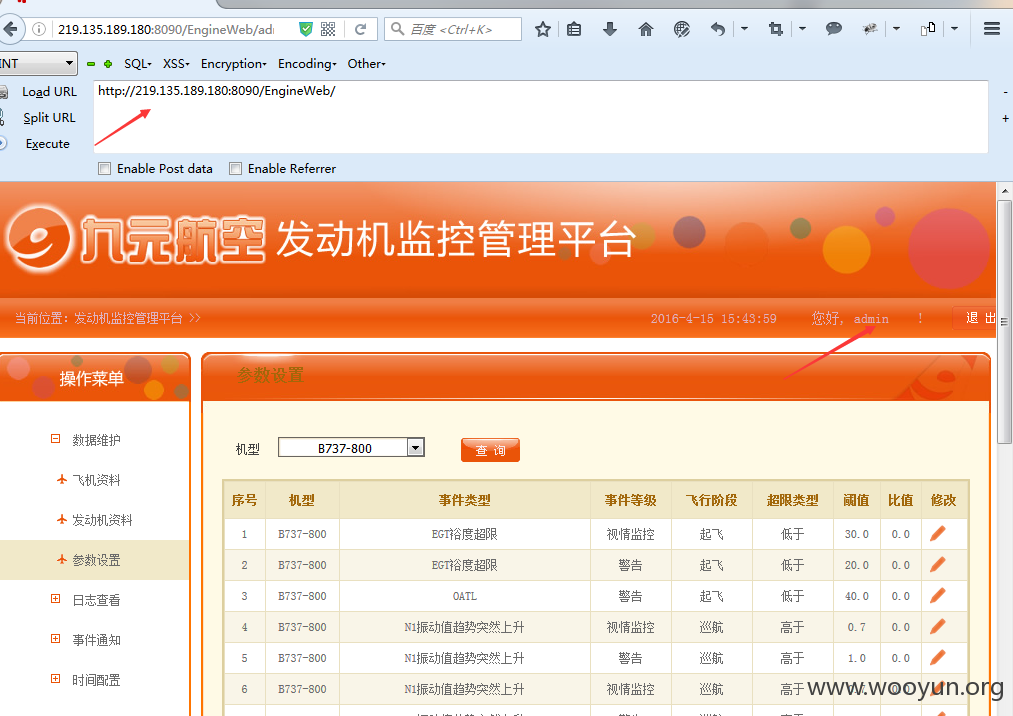 219.135.189.180:8090/EngineWeb/adı
百度 <Ctrl+K>
INT
SQL XSS Encryption Encoding Other
Load URL
http://219.135.189.180:8090/EngineWeb/
Split URL
Execute
Enable Post data Enable Referrer
九元航空 发动机监控管理平台
当前位置: 发动机监控管理平台 >>
2016-4-15 15:43:59 您好, admin ! 退 出
操作菜单
参数设置
数据维护
飞机资料
发动机资料
参数设置
日志查看
事件通知
时间配置
机型 B737-800 查 询
序号 机型 事件类型 事件等级 飞行阶段 超限类型 阈值 比值 修改
1 B737-800 EGT裕度超限 视情监控 起飞 低于 30.0 0.0
2 B737-800 EGT裕度超限 警告 起飞 低于 20.0 0.0
3 B737-800 OATL 警告 起飞 低于 40.0 0.0
4 B737-800 N1振动值趋势突然上升 视情监控 巡航 高于 0.7 0.0
5 B737-800 N1振动值趋势突然上升 警告 巡航 高于 1.0 0.0
6 B737-800 N1振动值趋势突然上升 视情监控 起飞 高于
www.wooyun.org